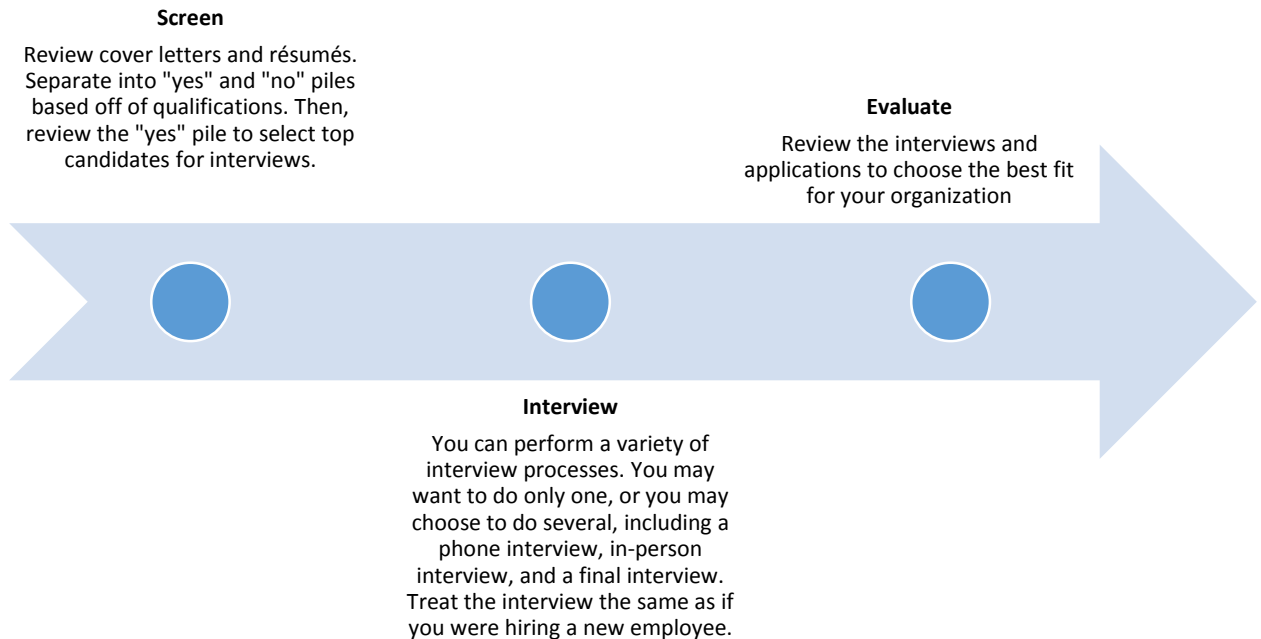 Screen
Review cover letters and résumés.
Separate into "yes" and "no" piles
based off of qualifications. Then,
review the "yes" pile to select top
candidates for interviews.
Interview
You can perform a variety of
interview processes. You may
want to do only one, or you may
choose to do several, including a
phone interview, in-person
interview, and a final interview.
Treat the interview the same as if
you were hiring a new employee.
Evaluate
Review the interviews and
applications to choose the best fit
for your organization